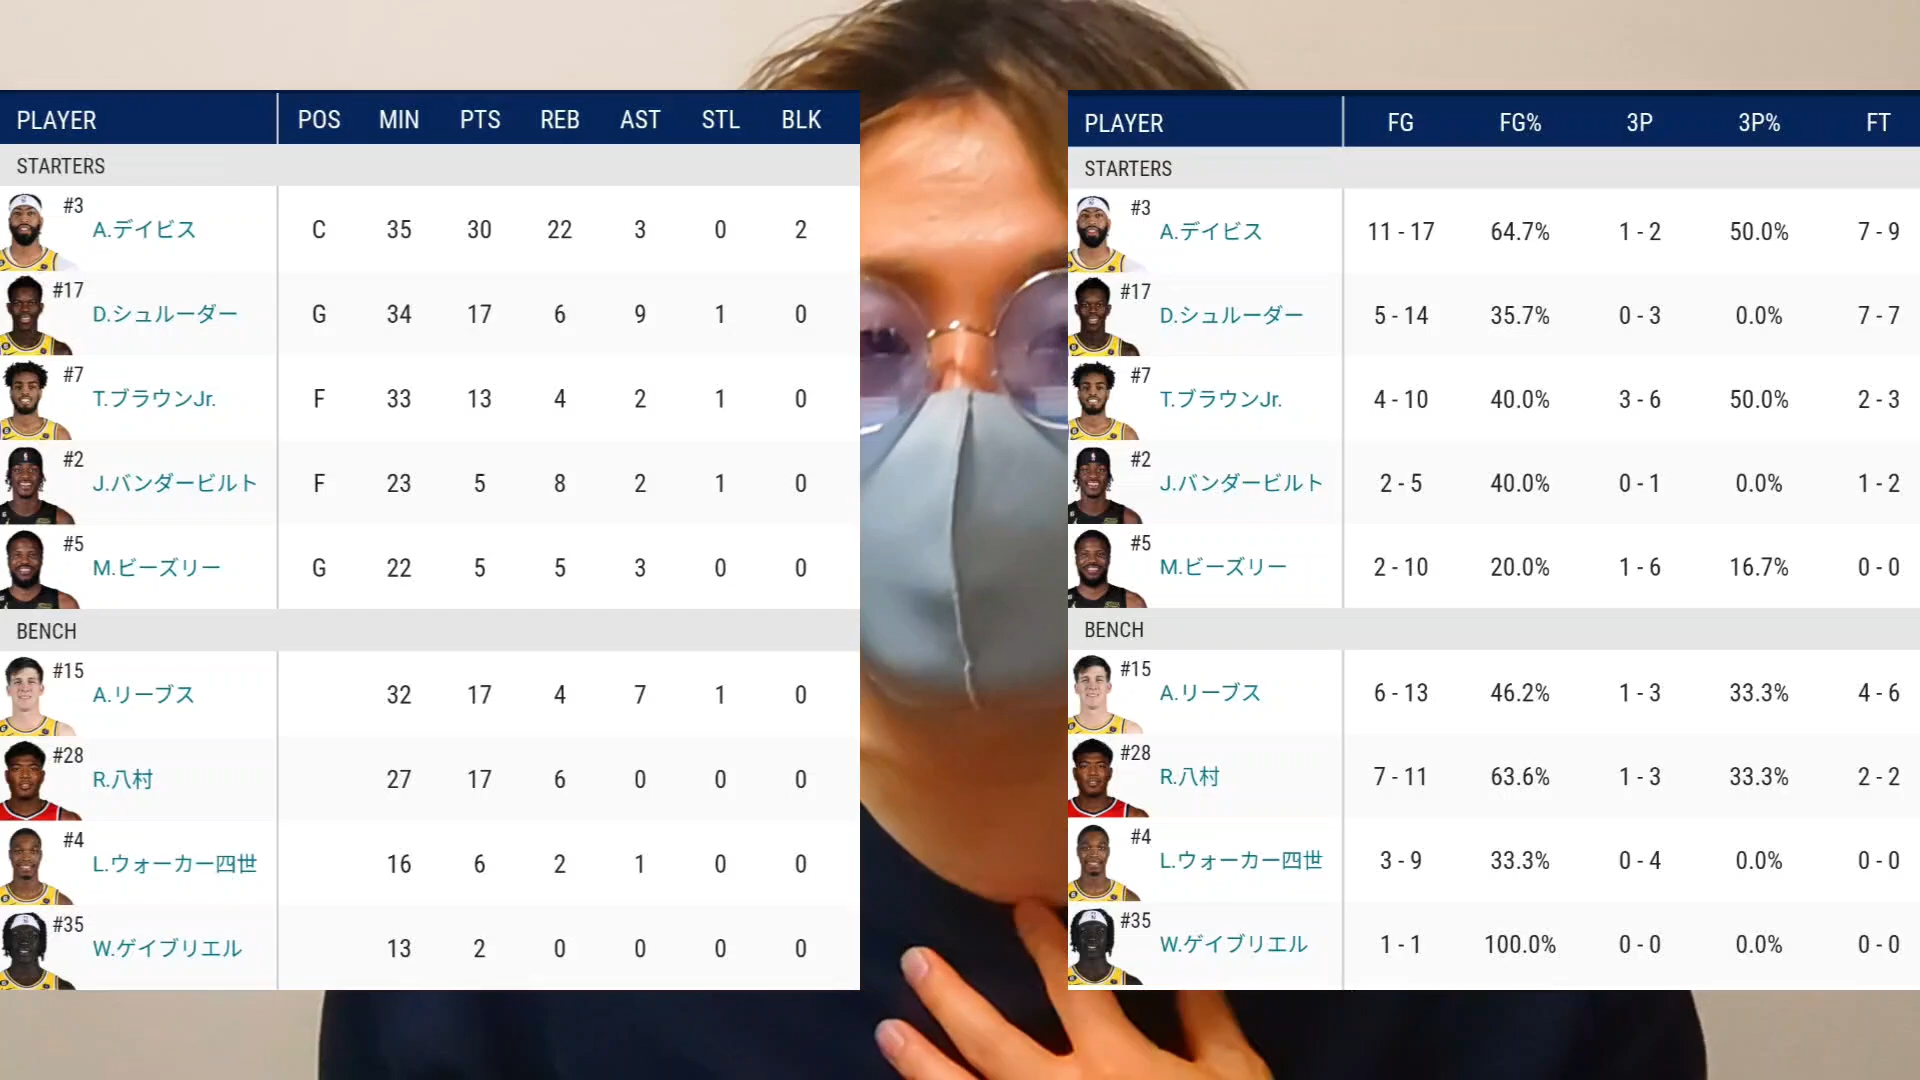 PLAYER POS MIN PTS REB AST STL BLK
STARTERS
#3 A.デイビス C 35 30 22 3 0 2
#17 D.シュルーダー G 34 17 6 9 1 0
#7 T.ブラウンJr. F 33 13 4 2 1 0
#2 J.バンダービルト F 23 5 8 2 1 0
#5 M.ビーズリー G 22 5 5 3 0 0
BENCH
#15 A.リーブス 32 17 4 7 1 0
#28 R.八村 27 17 6 0 0 0
#4 L.ウォーカー四世 16 6 2 1 0 0
#35 W.ゲイブリエル 13 2 0 0 0 0
PLAYER FG FG% 3P 3P% FT
STARTERS
#3 A.デイビス 11 - 17 64.7% 1 - 2 50.0% 7 - 9
#17 D.シュルーダー 5 - 14 35.7% 0 - 3 0.0% 7 - 7
#7 T.ブラウンJr. 4 - 10 40.0% 3 - 6 50.0% 2 - 3
#2 J.バンダービルト 2 - 5 40.0% 0 - 1 0.0% 1 - 2
#5 M.ビーズリー 2 - 10 20.0% 1 - 6 16.7% 0 - 0
BENCH
#15 A.リーブス 6 - 13 46.2% 1 - 3 33.3% 4 - 6
#28 R.八村 7 - 11 63.6% 1 - 3 33.3% 2 - 2
#4 L.ウォーカー四世 3 - 9 33.3% 0 - 4 0.0% 0 - 0
#35 W.ゲイブリエル 1 - 1 100.0% 0 - 0 0.0% 0 - 0